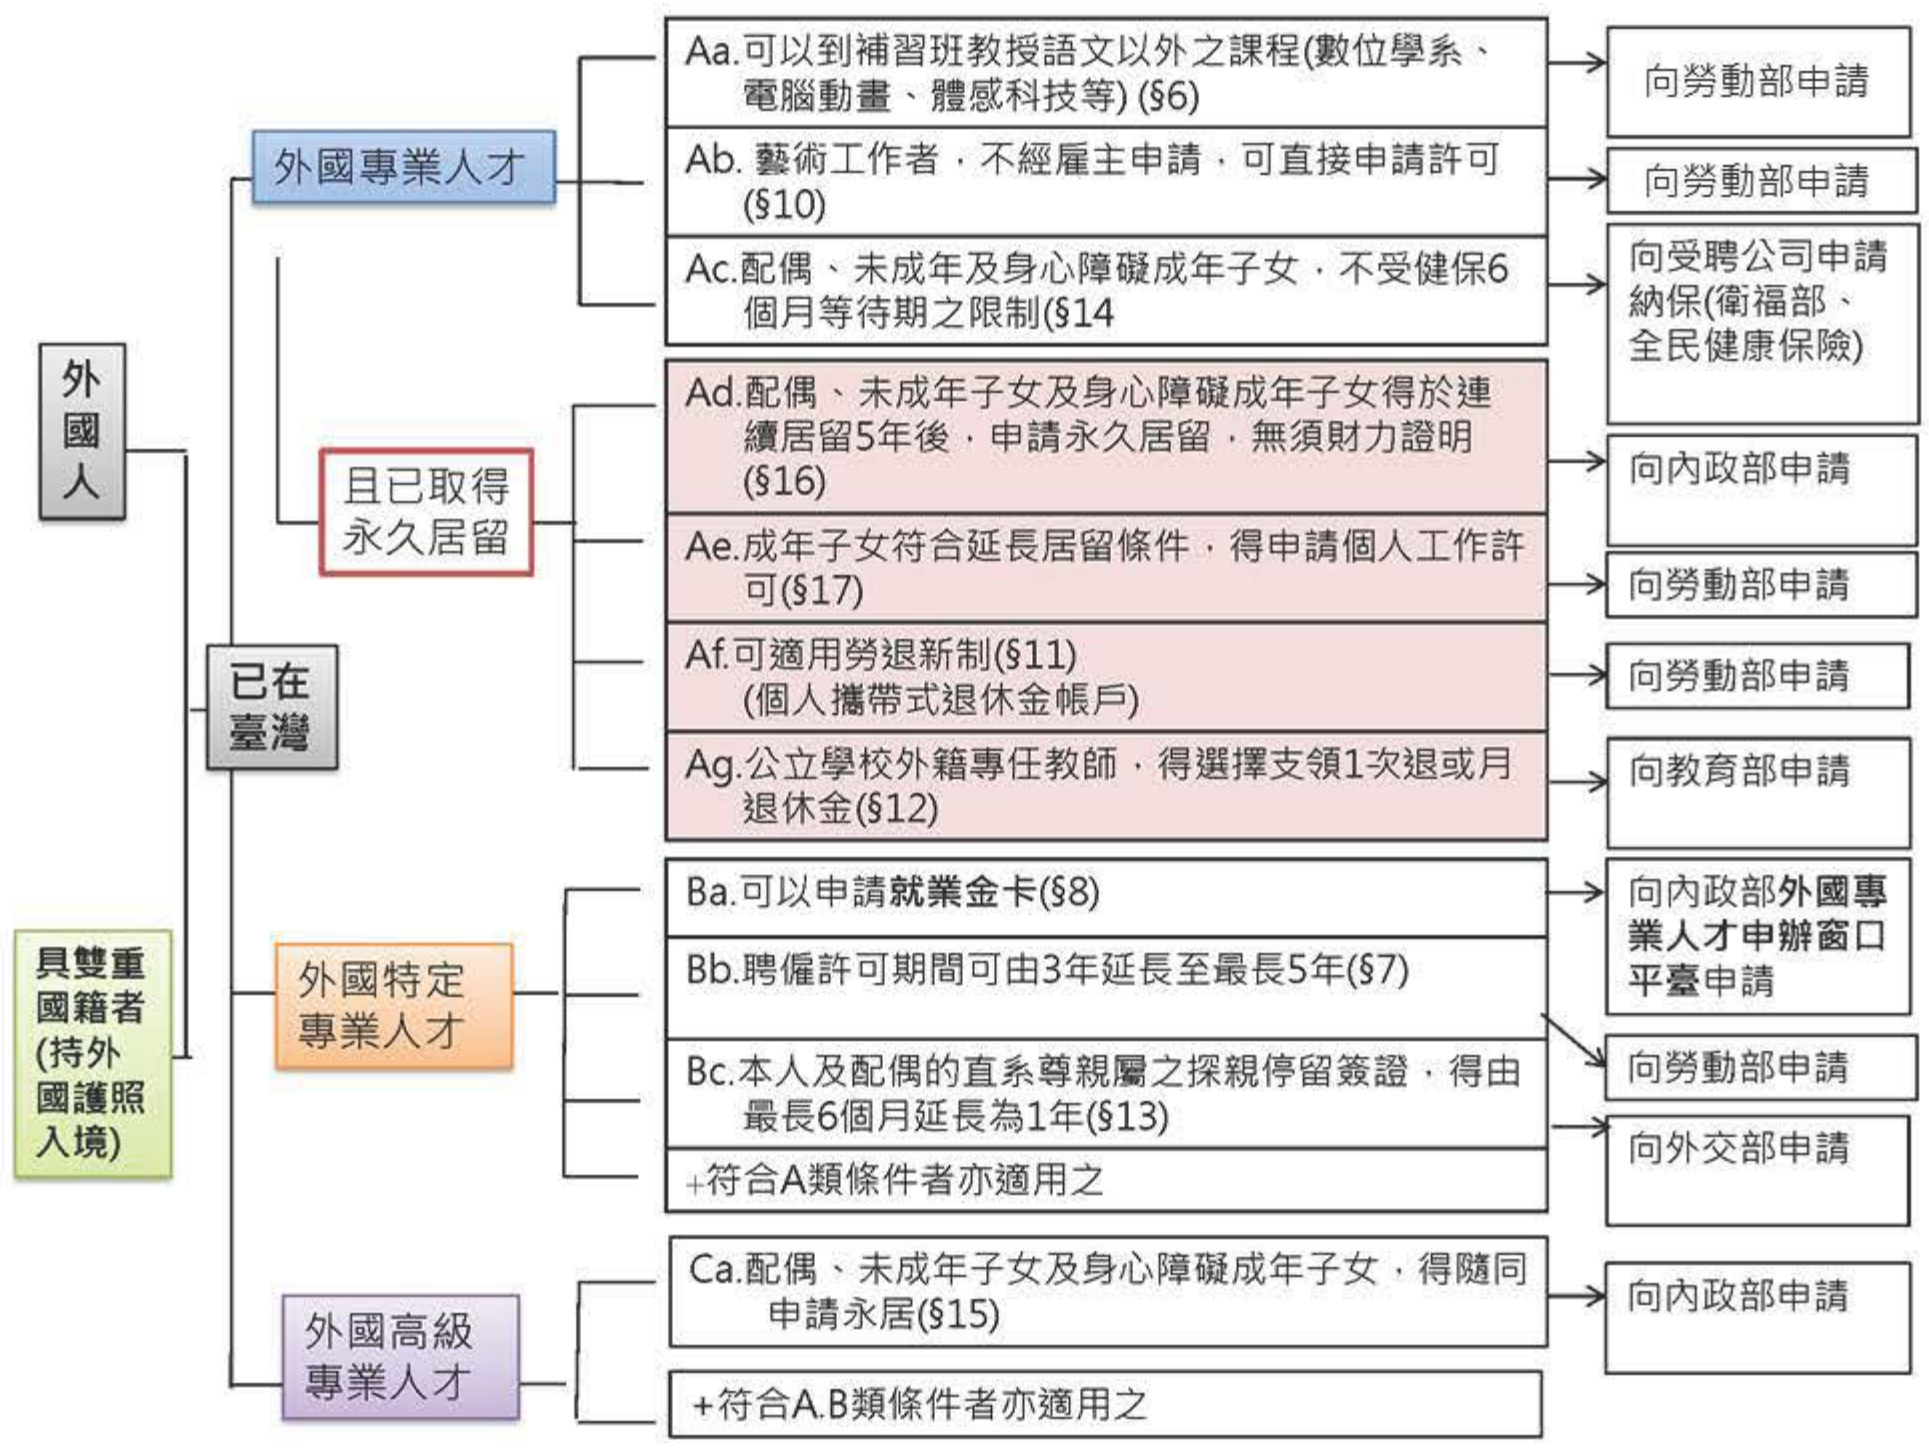 外
國
人
具雙重
國籍者
(持外
國護照
入境)
已在
臺灣
外國專業人才
Aa.可以到補習班教授語文以外之課程(數位學系、
電腦動畫、體感科技等) (§6)
向勞動部申請
Ab. 藝術工作者，不經雇主申請，可直接申請許可
(§10)
向勞動部申請
Ac.配偶、未成年及身心障礙成年子女，不受健保6
個月等待期之限制(§14
向受聘公司申請
納保(衛福部、
全民健康保險)
且已取得
永久居留
Ad.配偶、未成年子女及身心障礙成年子女得於連
續居留5年後，申請永久居留，無須財力證明
(§16)
向內政部申請
Ae.成年子女符合延長居留條件，得申請個人工作許
可(§17)
向勞動部申請
Af.可適用勞退新制(§11)
(個人攜帶式退休金帳戶)
向勞動部申請
Ag.公立學校外籍專任教師，得選擇支領1次退或月
退休金(§12)
向教育部申請
外國特定
專業人才
Ba.可以申請就業金卡(§8)
向內政部外國專
業人才申辦窗口
平臺申請
Bb.聘僱許可期間可由3年延長至最長5年(§7)
向勞動部申請
Bc.本人及配偶的直系尊親屬之探親停留簽證，得由
最長6個月延長為1年(§13)
向外交部申請
+符合A類條件者亦適用之
外國高級
專業人才
Ca.配偶、未成年子女及身心障礙成年子女，得隨同
申請永居(§15)
向內政部申請
+符合A.B類條件者亦適用之